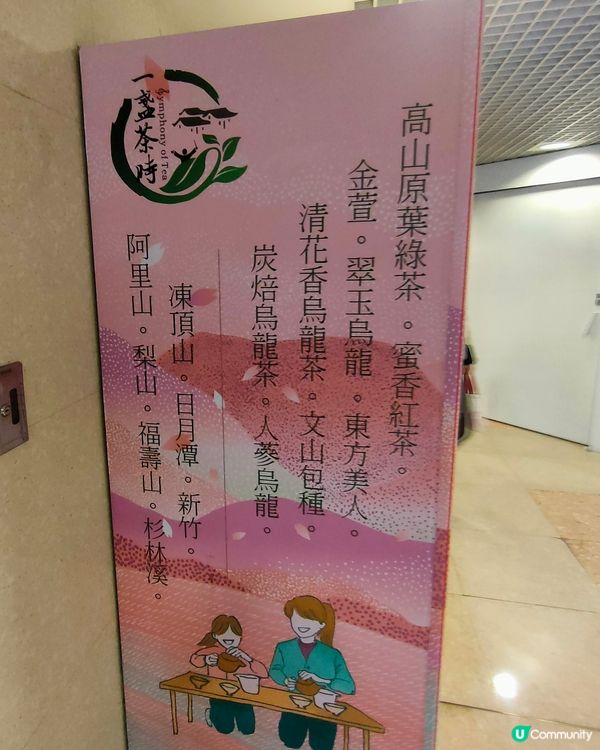 一盞茶時
Symphony of Tea
高山原葉綠茶。蜜香紅茶。
金萱。翠玉烏龍。東方美人。
清花香烏龍茶。文山包種。
炭焙烏龍茶。人蔘烏龍。
凍頂山。日月潭。新竹。
阿里山。梨山。福壽山。杉林溪。
U Community